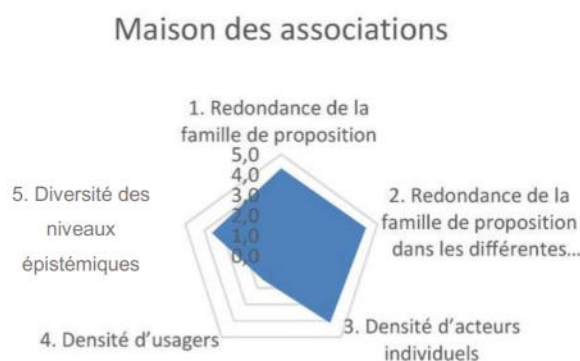 Maison des associations
1. Redondance de la
famille de proposition
5,0
4,0
3,0
2,0
1,0
0,0
2. Redondance de la
famille de proposition
dans les différentes...
3. Densité d'acteurs
individuels
4. Densité d'usagers
5. Diversité des
niveaux
épistémiques